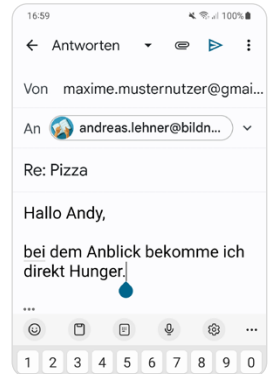 16:59 100%
Antworten
Von maxime.musternutzer@gmai...
An andreas.lehner@bildn...
Re: Pizza
Hallo Andy,
bei dem Anblick bekomme ich
direkt Hunger.
...
1 2 3 4 5 6 7 8 9 0